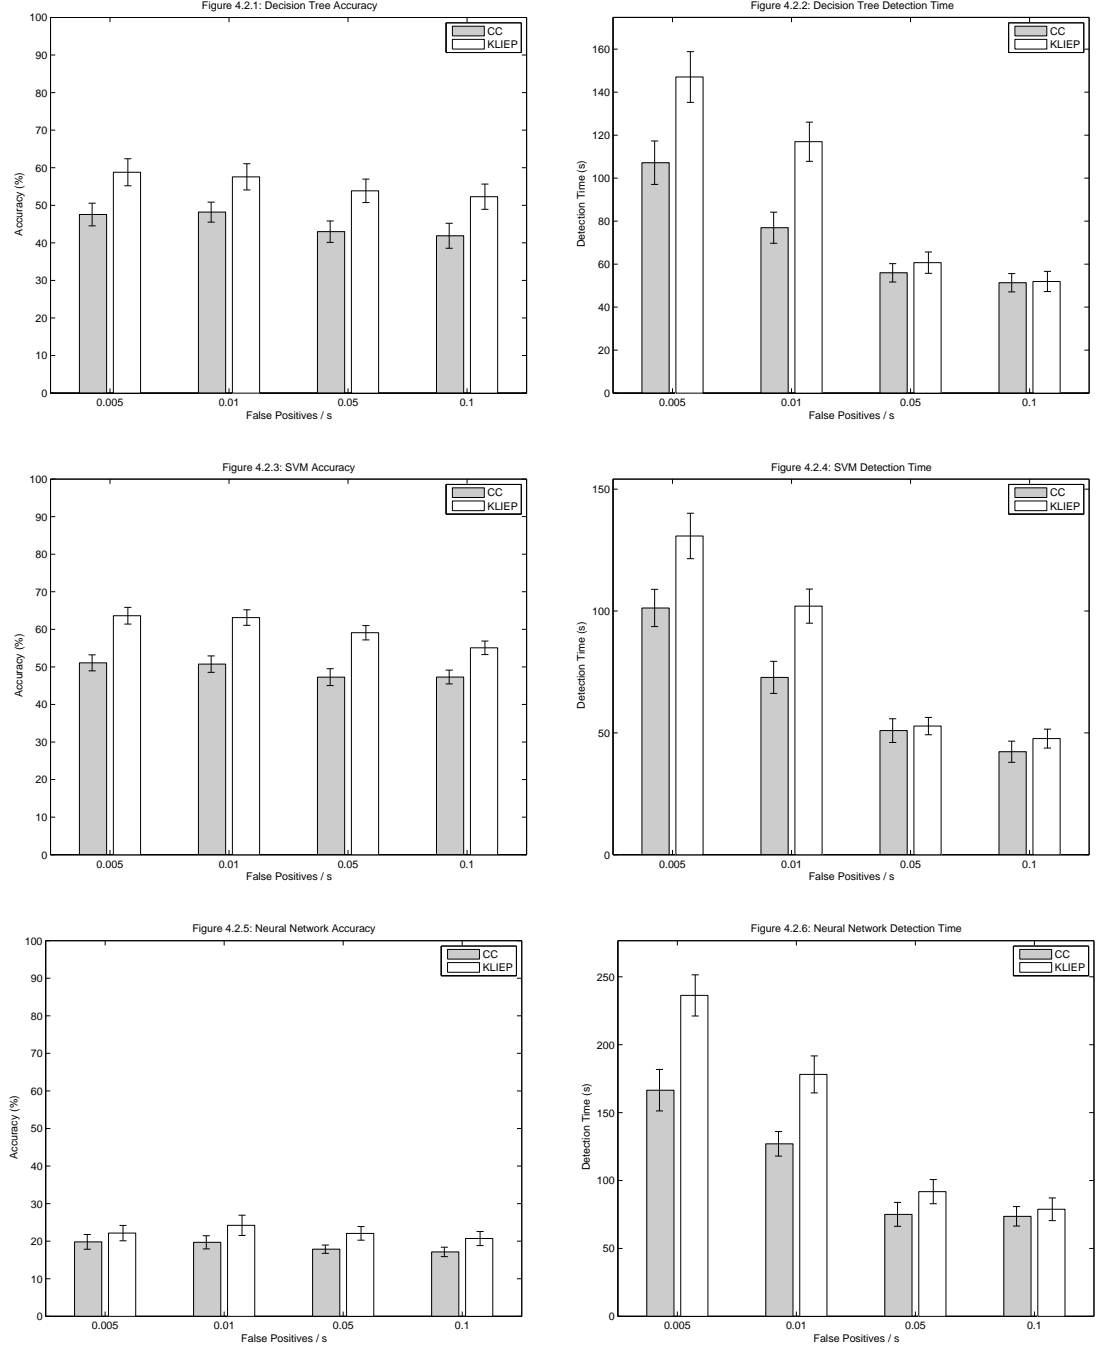 Figure 4.2.1: Decision Tree Accuracy
100
90
80
70
60
50
40
30
20
10
0
Accuracy (%)
CC
KLIEP
0.005
0.01
0.05
0.1
False Positives / s
Figure 4.2.2: Decision Tree Detection Time
160
140
120
100
80
60
40
20
0
Detection Time (s)
CC
KLIEP
0.005
0.01
0.05
0.1
False Positives / s
Figure 4.2.3: SVM Accuracy
100
90
80
70
60
50
40
30
20
10
0
Accuracy (%)
CC
KLIEP
0.005
0.01
0.05
0.1
False Positives / s
Figure 4.2.4: SVM Detection Time
150
100
50
0
Detection Time (s)
CC
KLIEP
0.005
0.01
0.05
0.1
False Positives / s
Figure 4.2.5: Neural Network Accuracy
100
90
80
70
60
50
40
30
20
10
0
Accuracy (%)
CC
KLIEP
0.005
0.01
0.05
0.1
False Positives / s
Figure 4.2.6: Neural Network Detection Time
250
200
150
100
50
0
Detection Time (s)
CC
KLIEP
0.005
0.01
0.05
0.1
False Positives / s